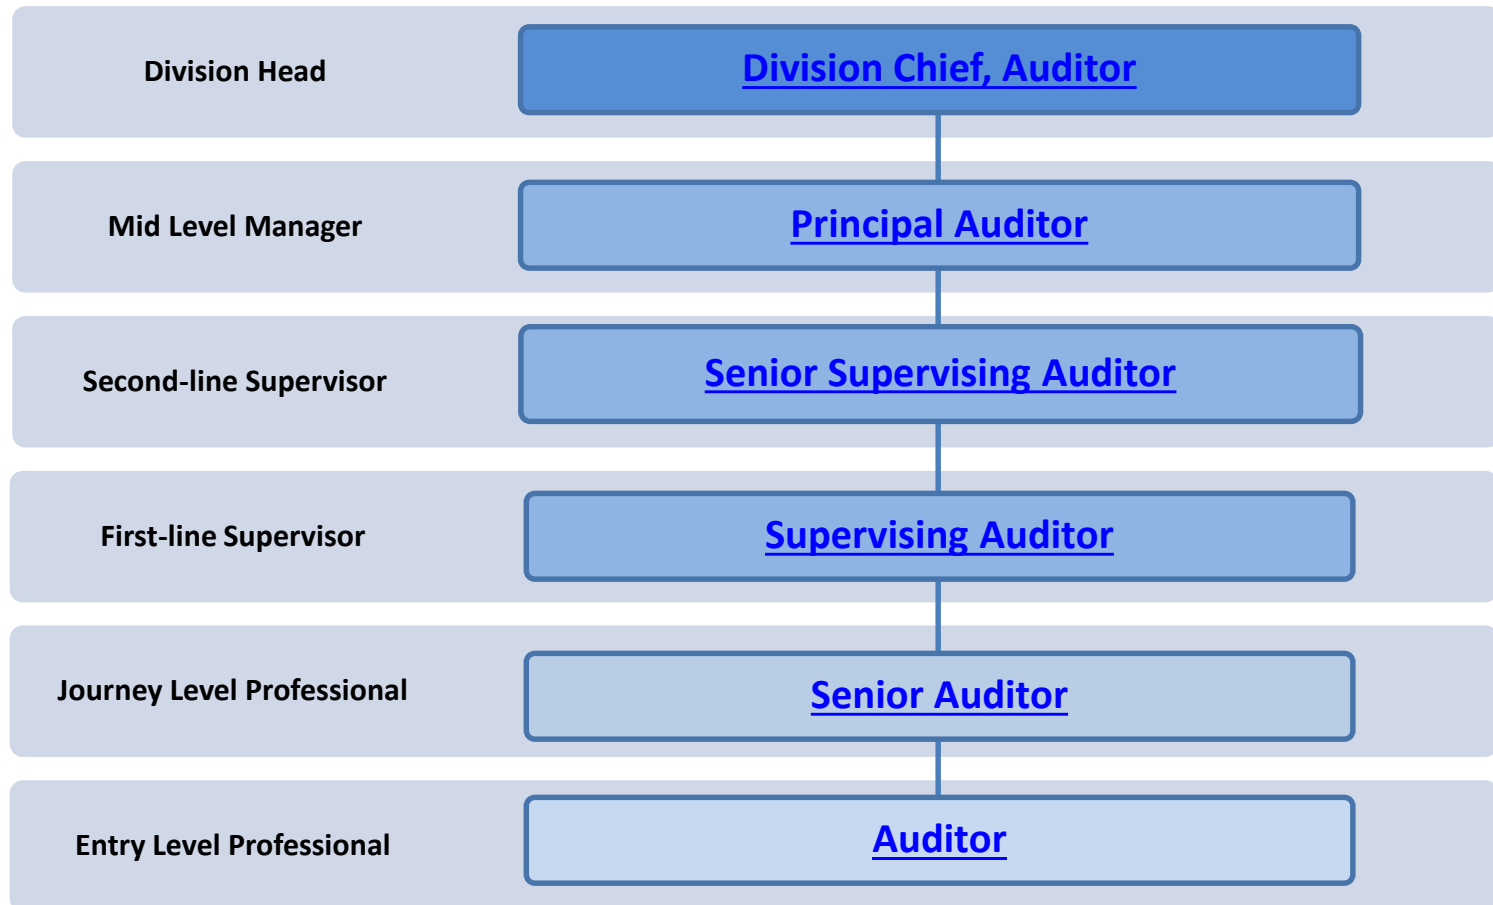 Division Head
Division Chief, Auditor
Mid Level Manager
Principal Auditor
Second-line Supervisor
Senior Supervising Auditor
First-line Supervisor
Supervising Auditor
Journey Level Professional
Senior Auditor
Entry Level Professional
Auditor